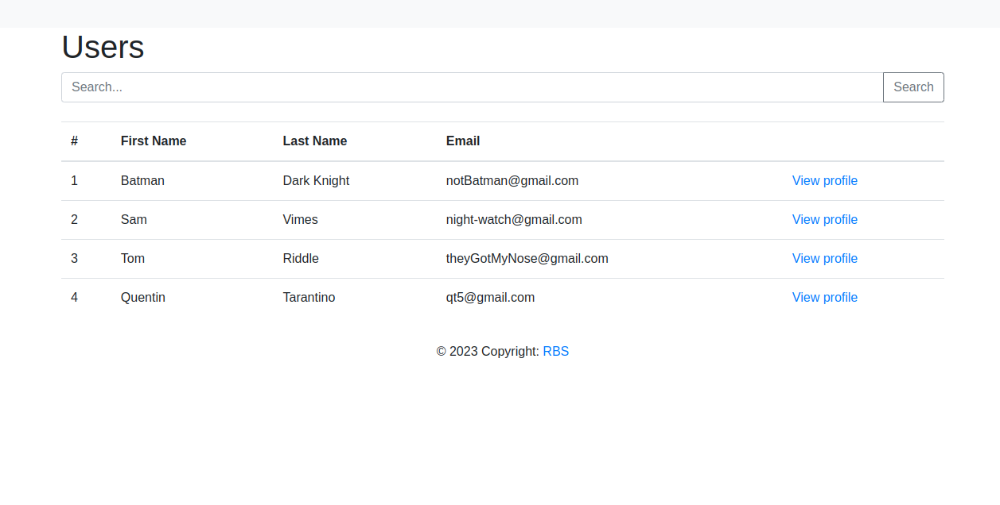 Users
Search... Search
# First Name Last Name Email
1 Batman Dark Knight notBatman@gmail.com View profile
2 Sam Vimes night-watch@gmail.com View profile
3 Tom Riddle theyGotMyNose@gmail.com View profile
4 Quentin Tarantino qt5@gmail.com View profile
© 2023 Copyright: RBS